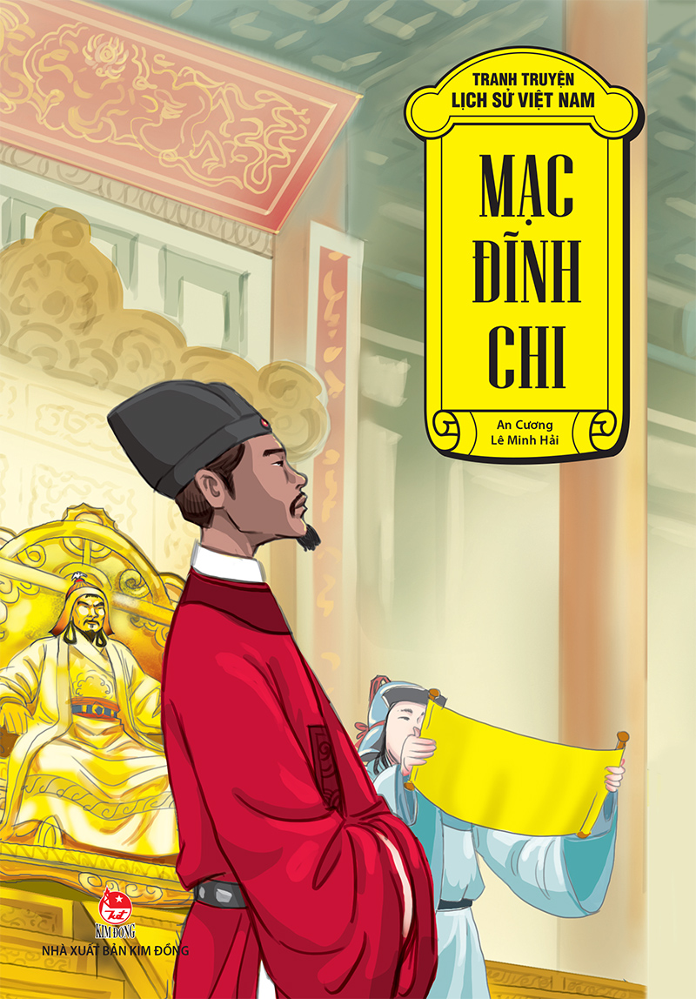 TRANH TRUYỆN
LỊCH SỬ VIỆT NAM
MẠC
ĐĨNH
CHI
An Cương
Lê Minh Hải
KIM ĐỒNG
NHÀ XUẤT BẢN KIM ĐỒNG